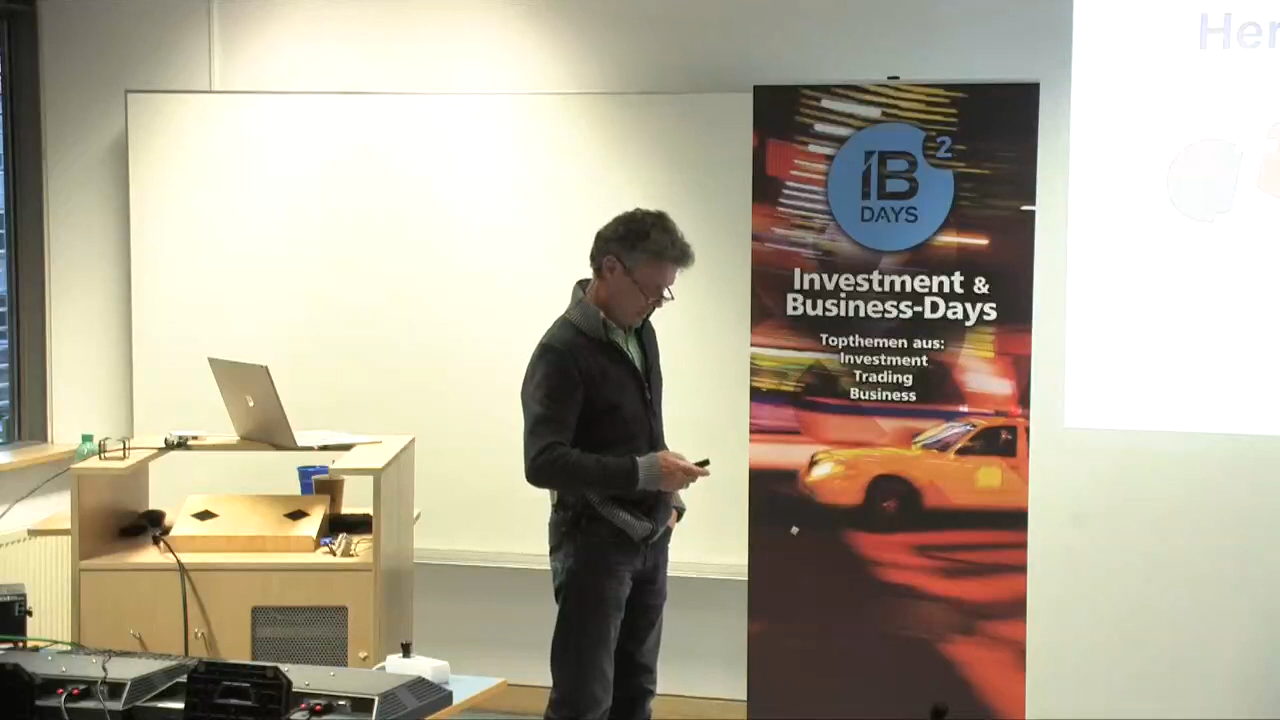 IB 2
DAYS
Investment &
Business-Days
Topthemen aus:
Investment
Trading
Business